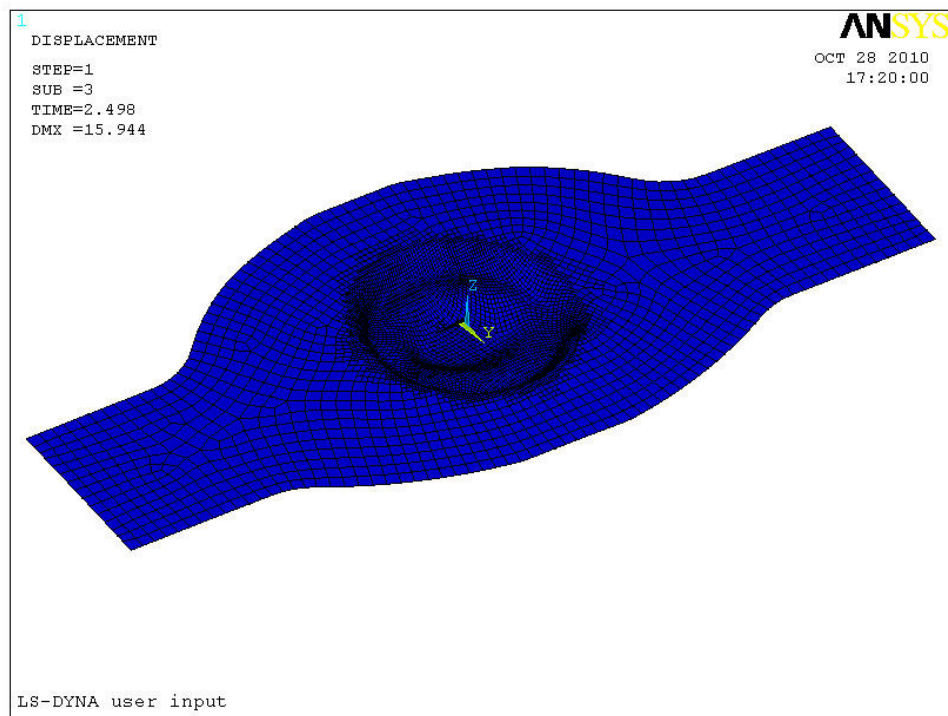 1
ANSYS
DISPLACEMENT
OCT 28 2010
17:20:00
STEP=1
SUB =3
TIME=2.498
DMX =15.944
Z
Y
LS-DYNA user input